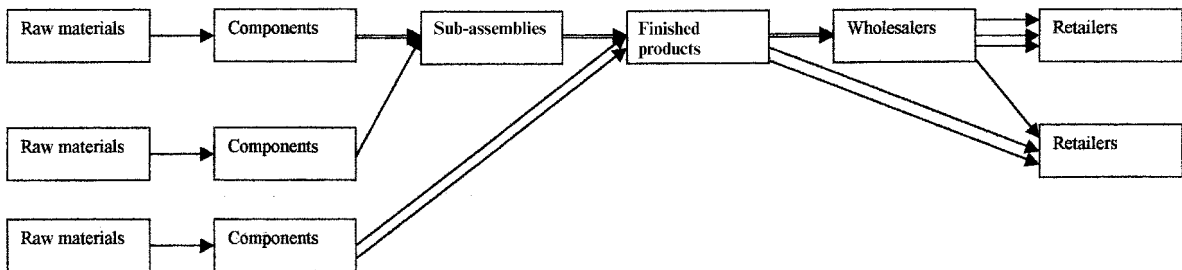 Raw materials
Components
Sub-assemblies
Finished
products
Wholesalers
Retailers
Raw materials
Components
Retailers
Raw materials
Components